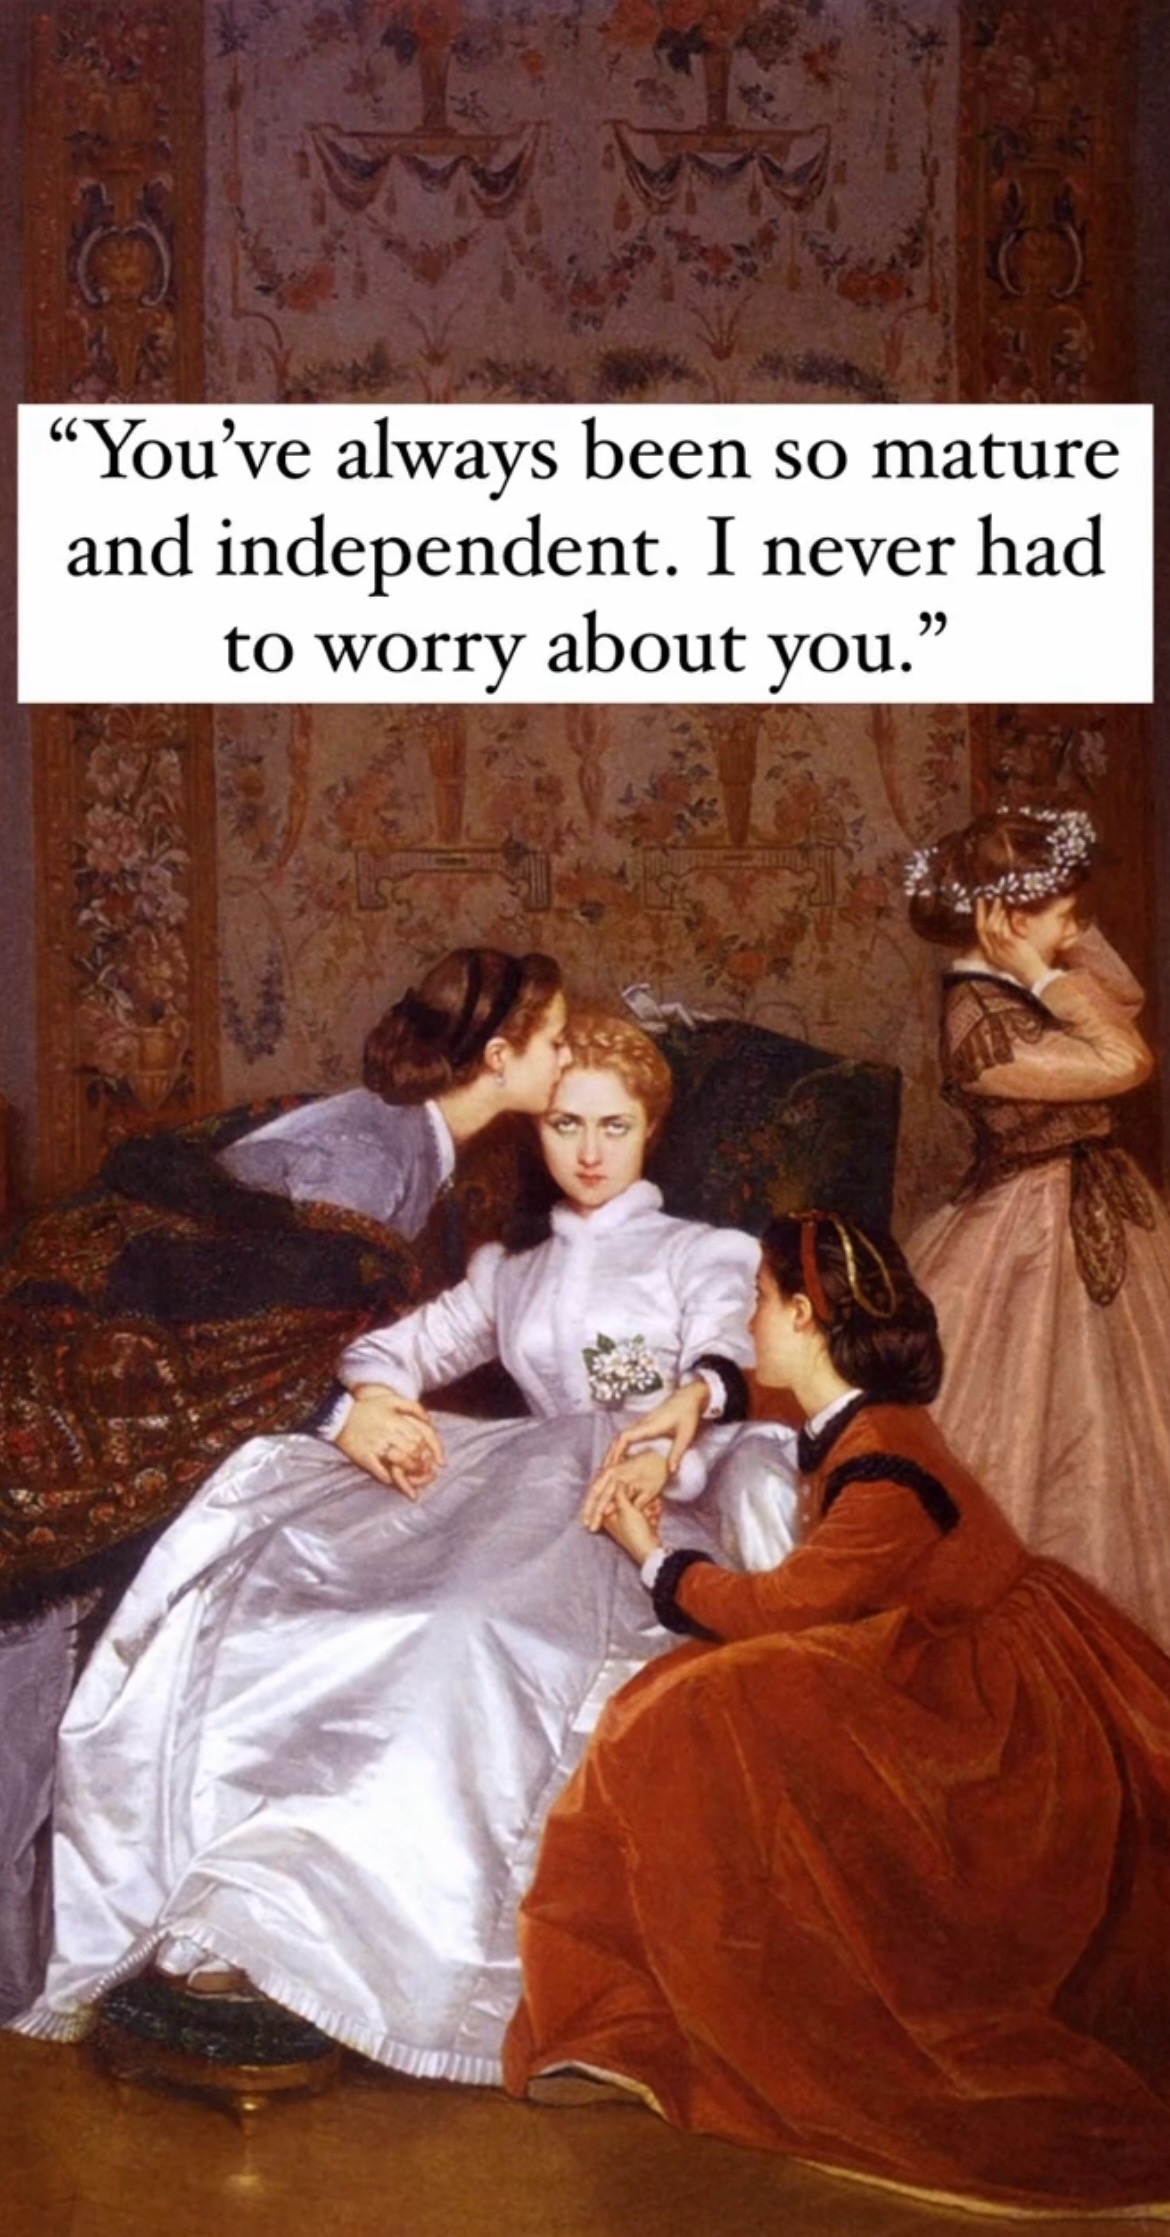 “You’ve always been so mature
and independent. I never had
to worry about you.”